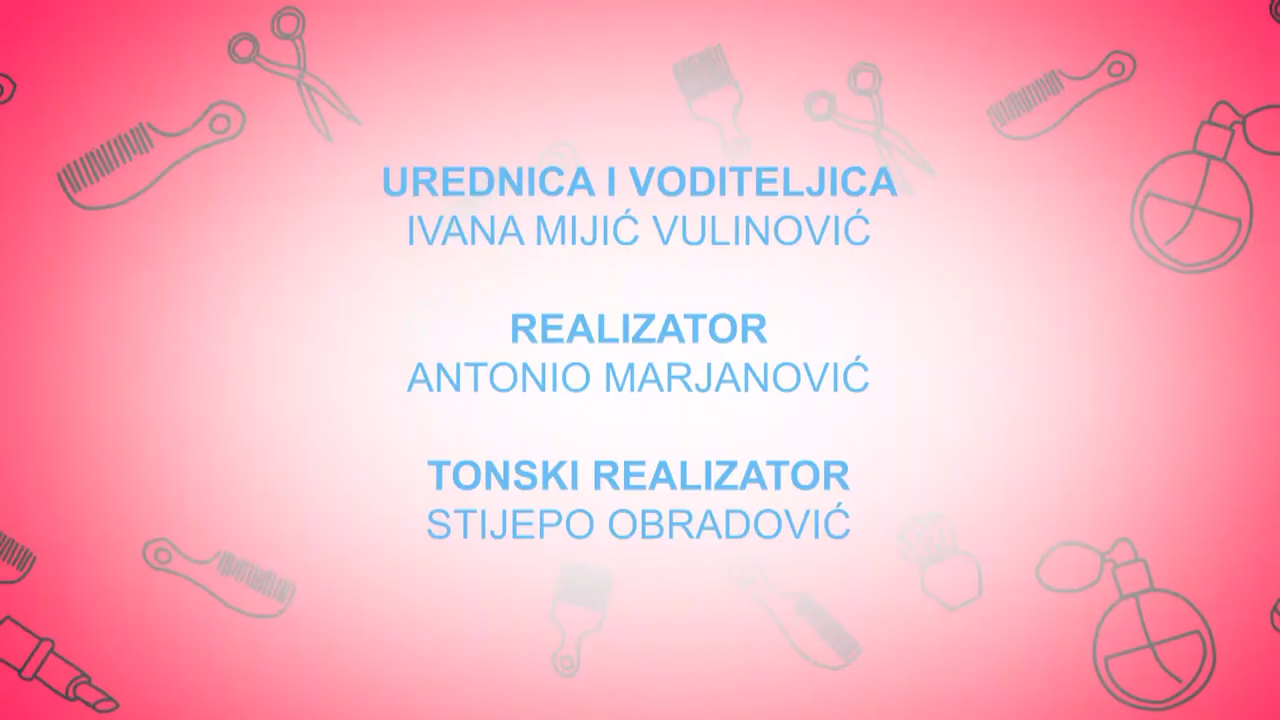 UREDNICA I VODITELJICA
IVANA MIJIĆ VULINOVIĆ
REALIZATOR
ANTONIO MARJANOVIĆ
TONSKI REALIZATOR
STIJEPO OBRADOVIĆ